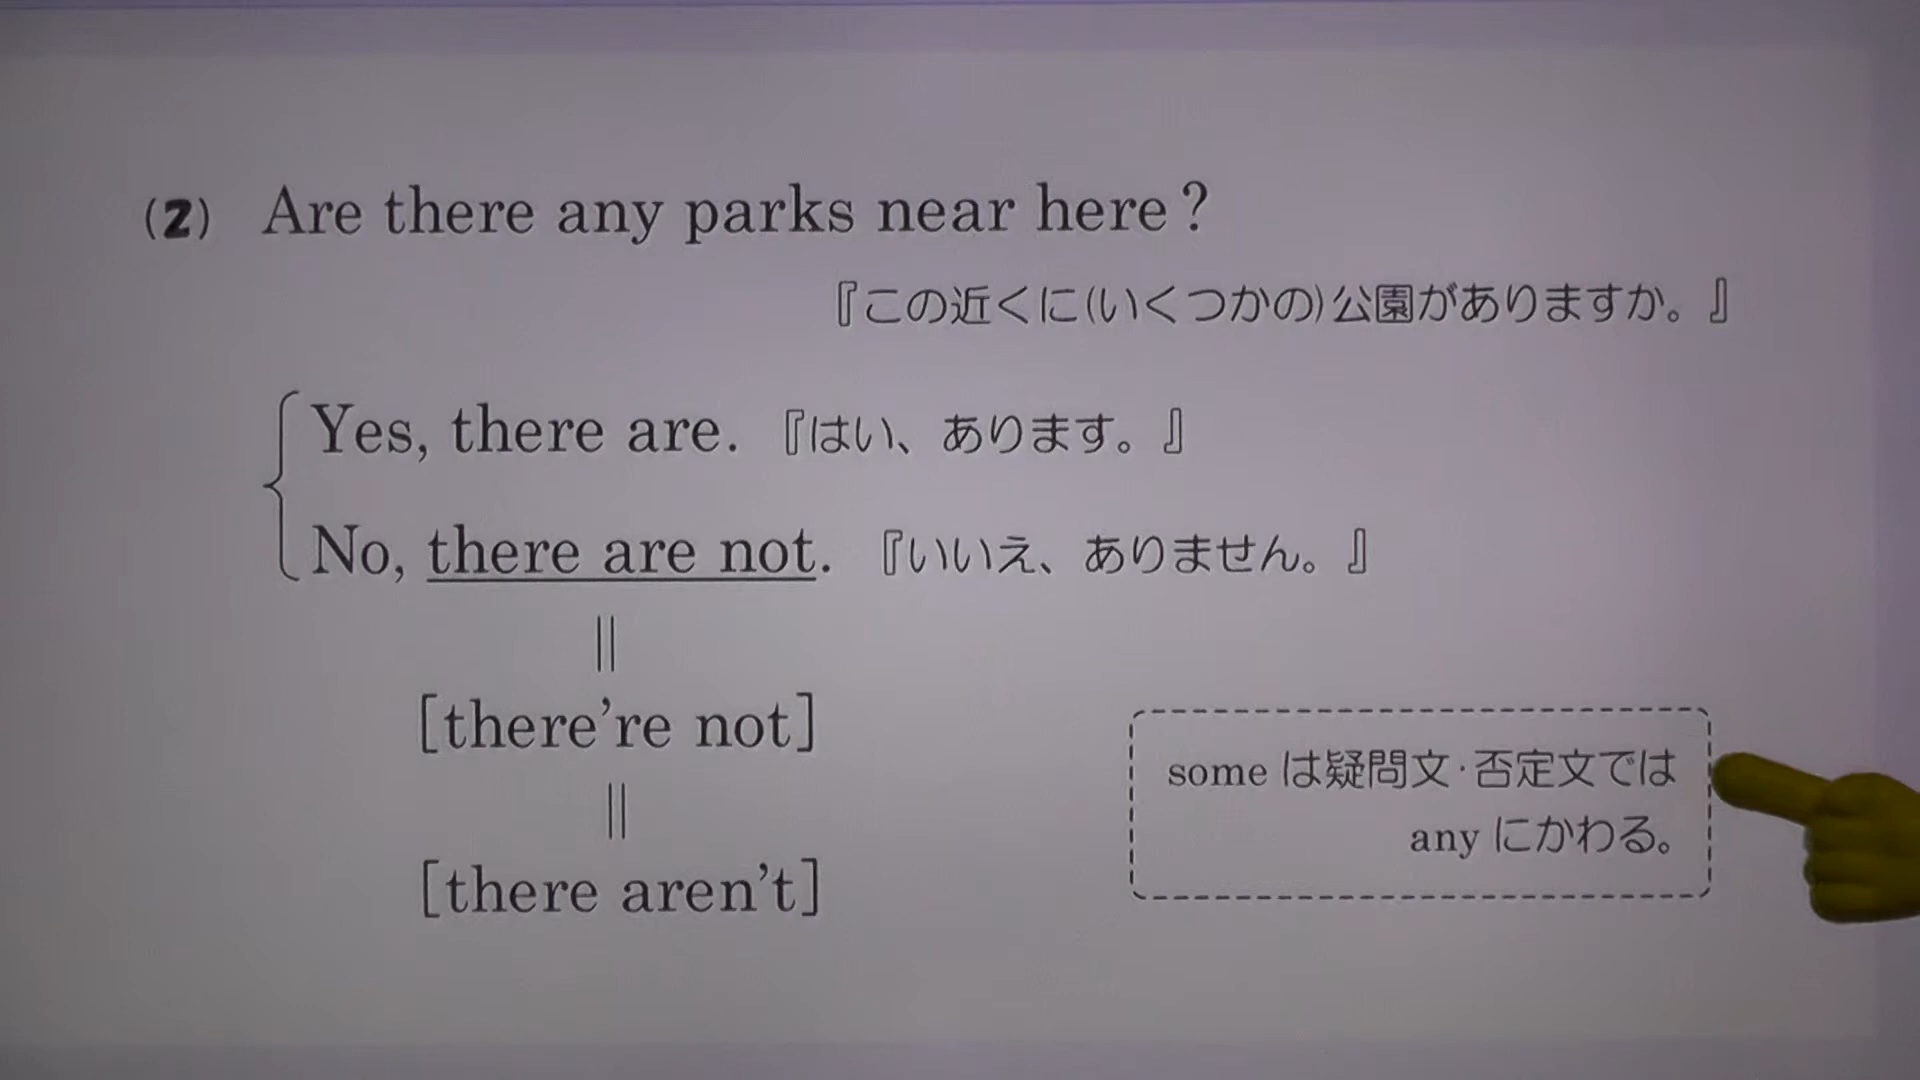 (2) Are there any parks near here?
『この近くに(いくつかの)公園がありますか。』
Yes, there are. 『はい、あります。』
No, there are not. 『いいえ、ありません。』
||
[there're not]
||
[there aren't]
some は疑問文・否定文では
any にかわる。